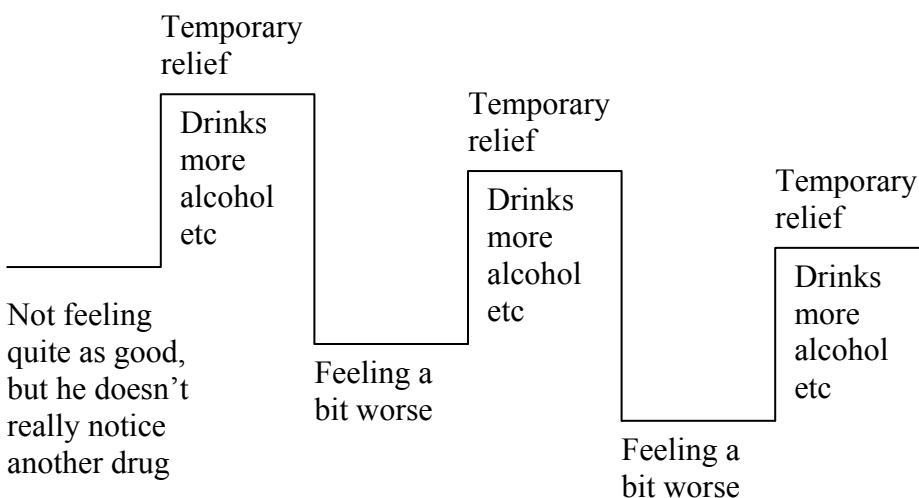 Temporary
relief
Drinks
more
alcohol
etc
Temporary
relief
Drinks
more
alcohol
etc
Temporary
relief
Drinks
more
alcohol
etc
Not feeling
quite as good,
but he doesn’t
really notice
another drug
Feeling a
bit worse
Feeling a
bit worse